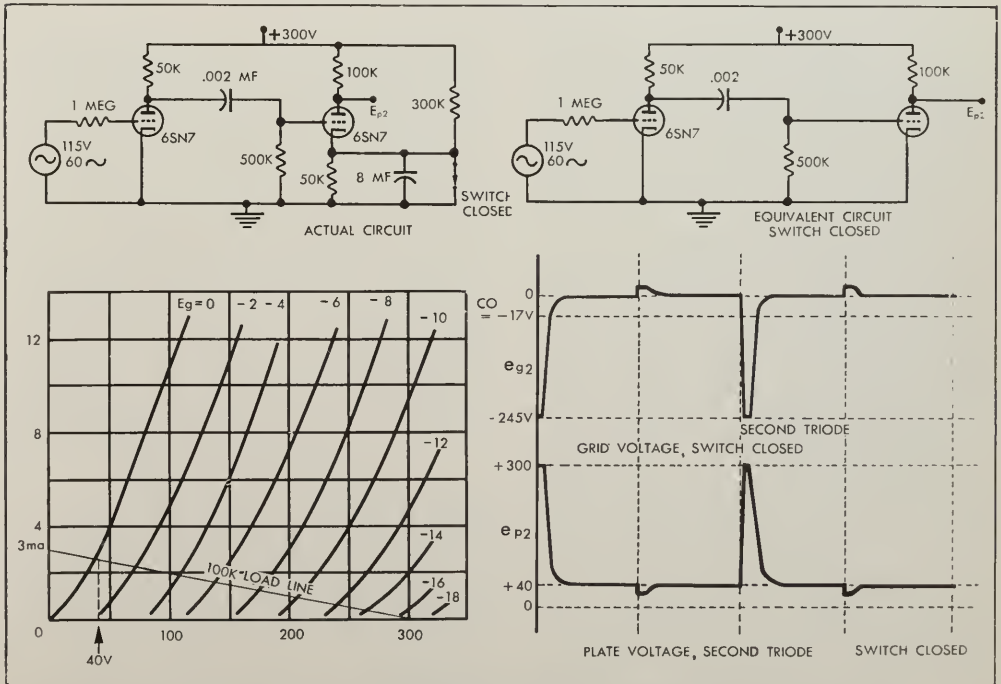 +300V
50K
.002 MF
100K
300K
1 MEG
6SN7
Ep2
6SN7
115V
60 ~
500K
50K
8 MF
SWITCH
CLOSED
ACTUAL CIRCUIT
+300V
50K
.002
100K
1 MEG
6SN7
115V
60 ~
500K
EQUIVALENT CIRCUIT
SWITCH CLOSED
Eg=0
-2
-4
-6
-8
-10
12
8
-12
4
3ma
-14
100K LOAD LINE
-16
-18
0
100
200
300
40V
0
CO
= -17V
eg2
-245V
SECOND TRIODE
GRID VOLTAGE, SWITCH CLOSED
+300
ep2
+40
0
PLATE VOLTAGE, SECOND TRIODE
SWITCH CLOSED